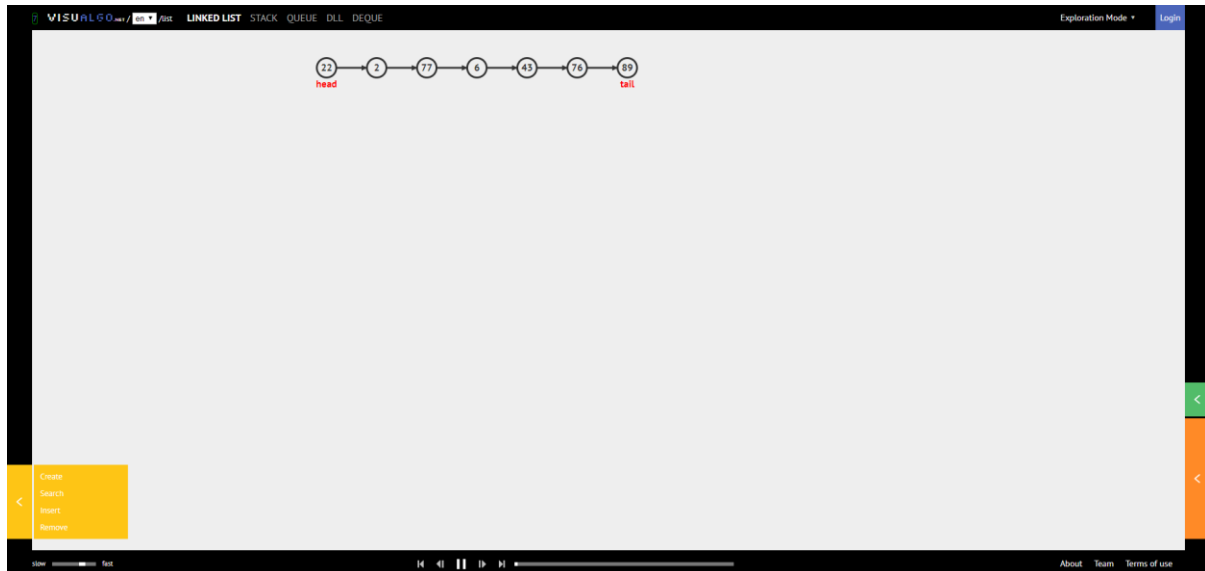 7 VISUALGO.NET / en /list LINKED LIST STACK QUEUE DLL DEQUE Exploration Mode Login
22 2 77 6 43 76 89
head tail
Create
Search
Insert
Remove
slow fast About Team Terms of use